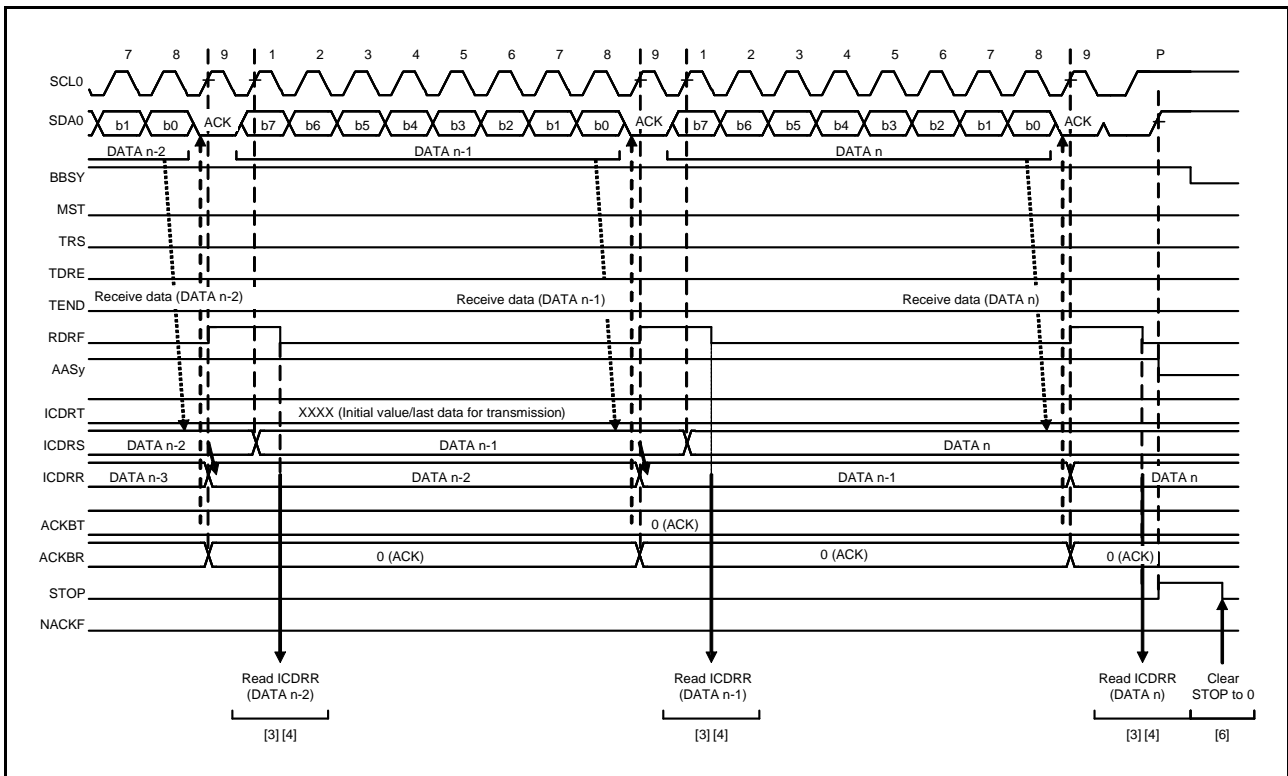 7 8 9 1 2 3 4 5 6 7 8 9 1 2 3 4 5 6 7 8 9 P
SCL0
SDA0 b1 b0 ACK b7 b6 b5 b4 b3 b2 b1 b0 ACK b7 b6 b5 b4 b3 b2 b1 b0 ACK
DATA n-2 DATA n-1 DATA n
BBSY
MST
TRS
TDRE
Receive data (DATA n-2) Receive data (DATA n-1) Receive data (DATA n)
TEND
RDRF
AASy
ICDRT XXXX (Initial value/last data for transmission)
ICDRS DATA n-2 DATA n-1 DATA n
ICDRR DATA n-3 DATA n-2 DATA n-1 DATA n
ACKBT 0 (ACK)
ACKBR 0 (ACK) 0 (ACK) 0 (ACK)
STOP
NACKF
Read ICDRR Read ICDRR Read ICDRR Clear
(DATA n-2) (DATA n-1) (DATA n) STOP to 0
[3] [4] [3] [4] [3] [4] [6]